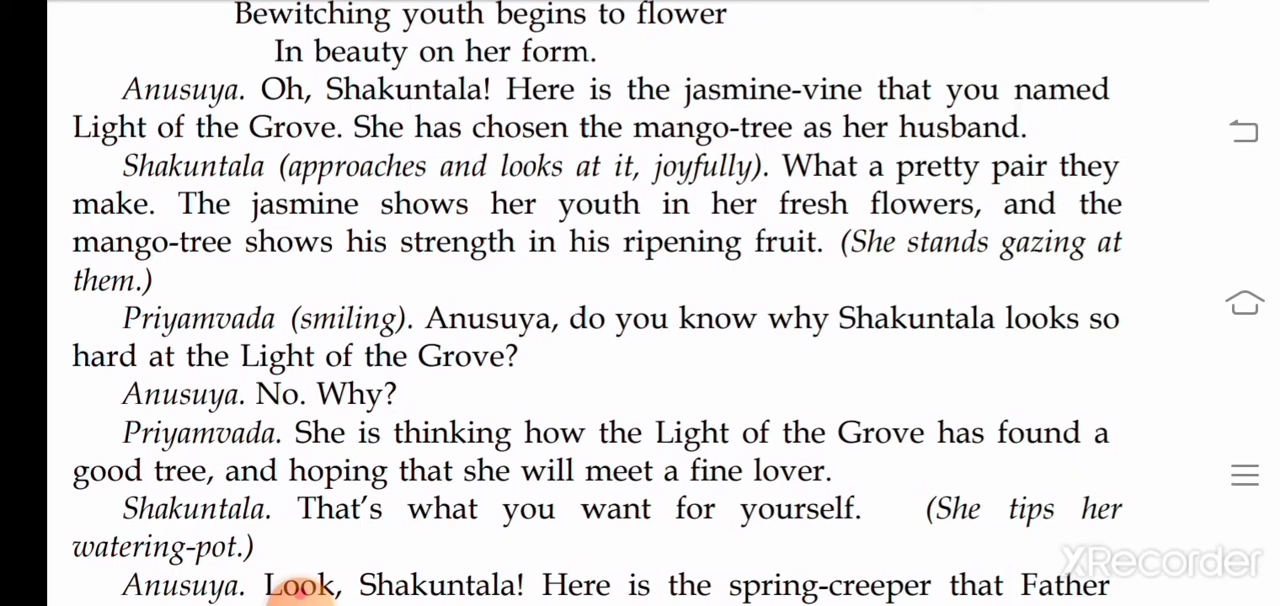 Bewitching youth begins to flower
In beauty on her form.
Anusuya. Oh, Shakuntala! Here is the jasmine-vine that you named
Light of the Grove. She has chosen the mango-tree as her husband.
Shakuntala (approaches and looks at it, joyfully). What a pretty pair they
make. The jasmine shows her youth in her fresh flowers, and the
mango-tree shows his strength in his ripening fruit. (She stands gazing at
them.)
Priyamvada (smiling). Anusuya, do you know why Shakuntala looks so
hard at the Light of the Grove?
Anusuya. No. Why?
Priyamvada. She is thinking how the Light of the Grove has found a
good tree, and hoping that she will meet a fine lover.
Shakuntala. That's what you want for yourself. (She tips her
watering-pot.)
Anusuya. Look, Shakuntala! Here is the spring-creeper that Father
XRecorder